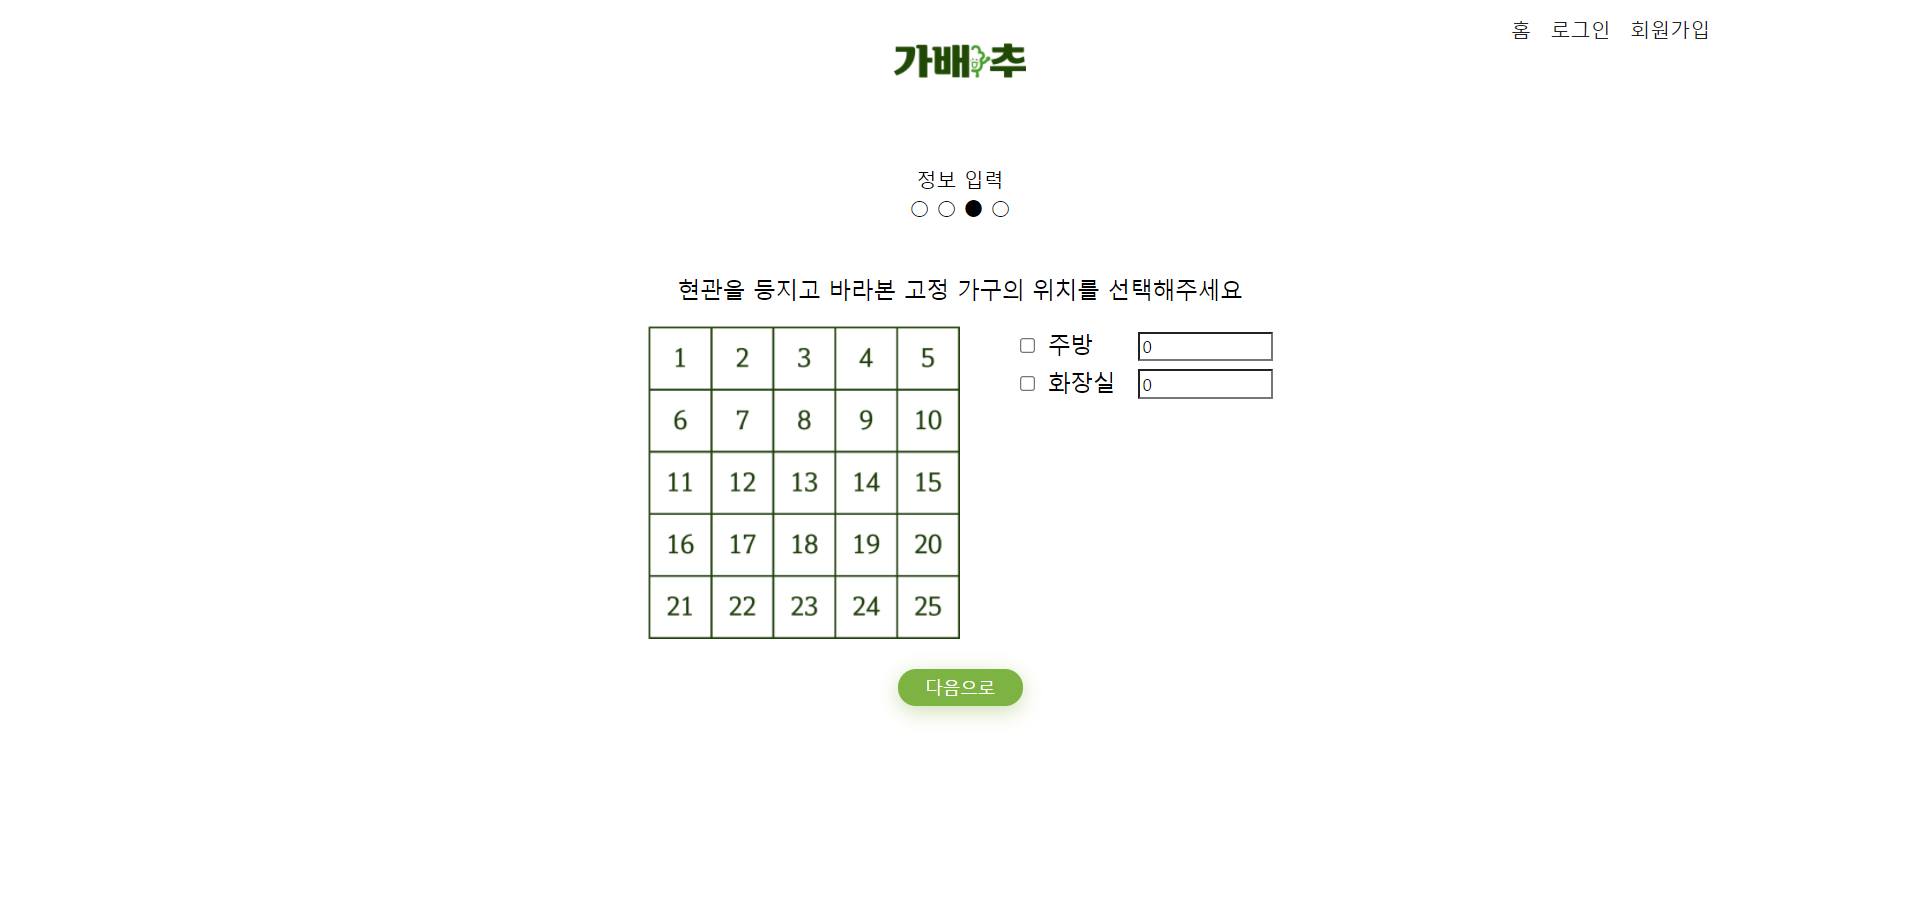 홈 로그인 회원가입
가배추
정보 입력
현관을 등지고 바라본 고정 가구의 위치를 선택해주세요
1 2 3 4 5
6 7 8 9 10
11 12 13 14 15
16 17 18 19 20
21 22 23 24 25
주방 0
화장실 0
다음으로